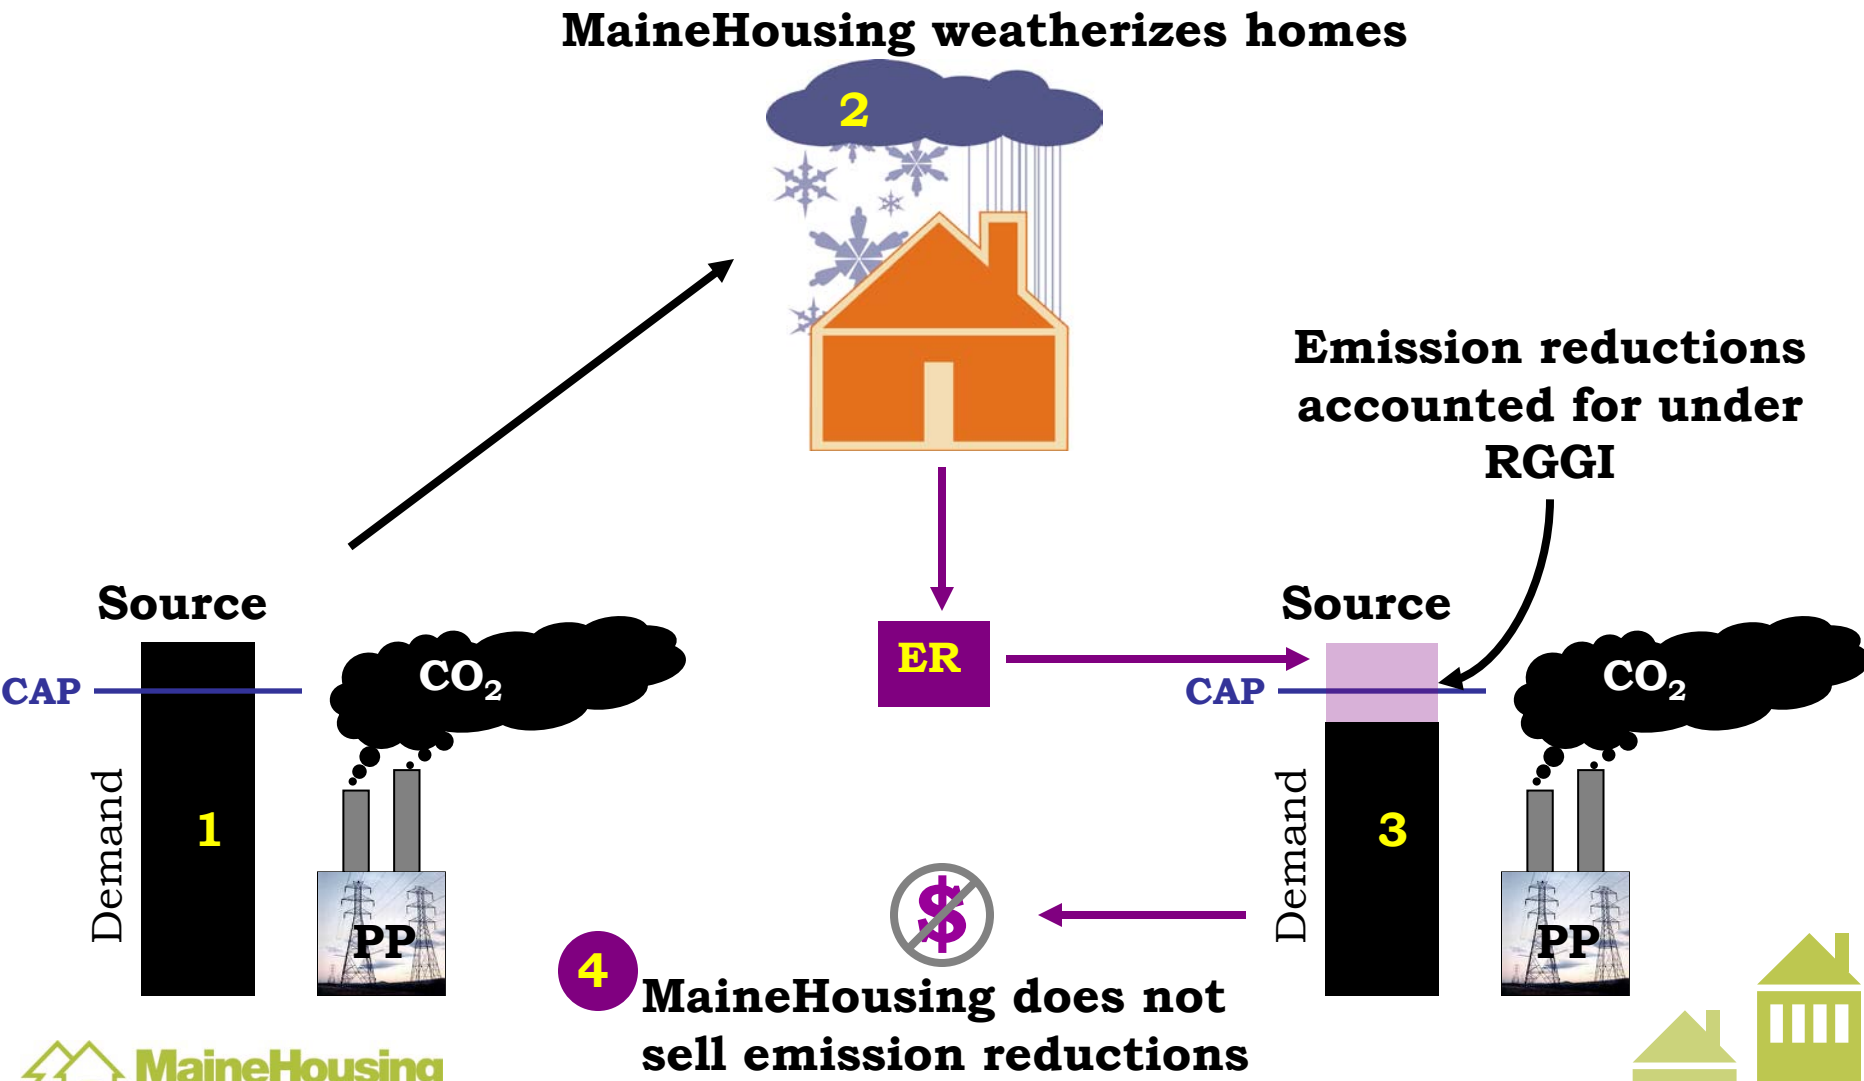 MaineHousing weatherizes homes
2
Emission reductions
accounted for under
RGGI
Source
CAP
CO₂
Demand
1
PP
ER
Source
CAP
CO₂
Demand
3
PP
$
4
MaineHousing does not
sell emission reductions
MaineHousing